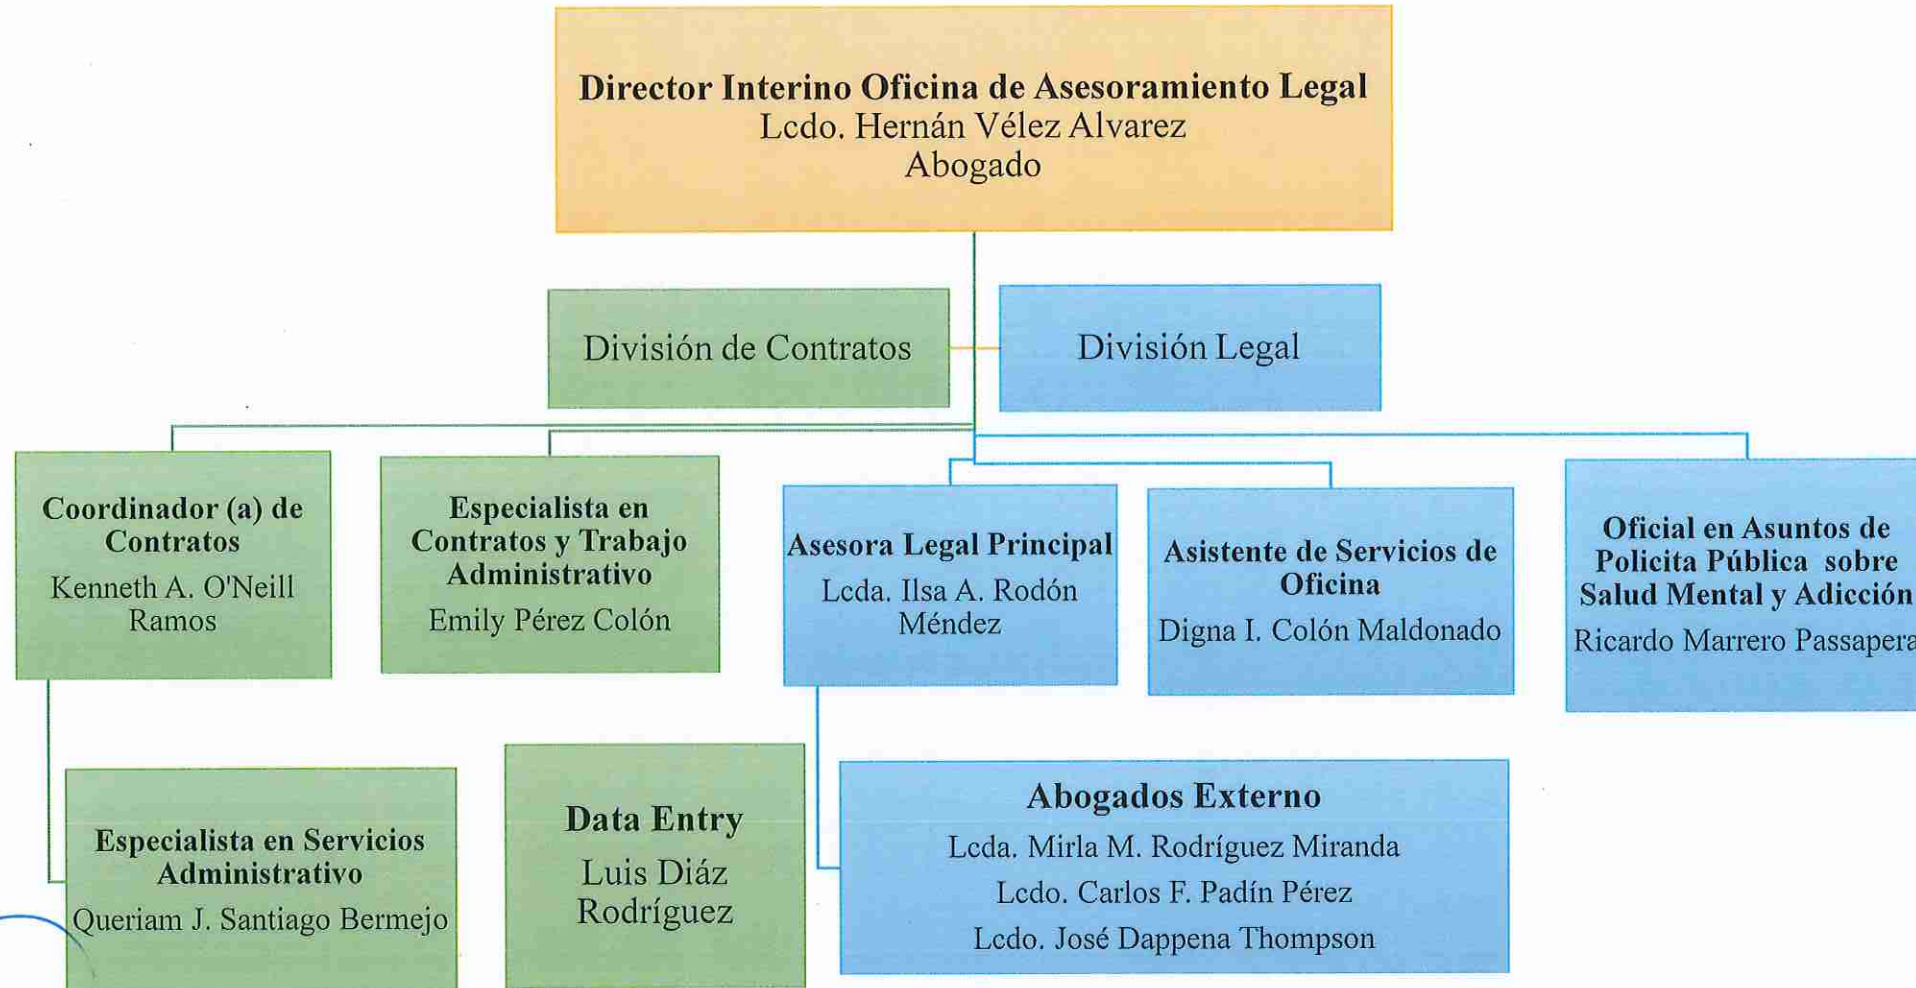 Director Interino Oficina de Asesoramiento Legal
Lcdo. Hernán Vélez Alvarez
Abogado
División de Contratos
División Legal
Coordinador (a) de
Contratos
Kenneth A. O'Neill
Ramos
Especialista en
Contratos y Trabajo
Administrativo
Emily Pérez Colón
Asesora Legal Principal
Lcda. Ilsa A. Rodón
Méndez
Asistente de Servicios de
Oficina
Digna I. Colón Maldonado
Oficial en Asuntos de
Policita Pública sobre
Salud Mental y Adicción
Ricardo Marrero Passapera
Especialista en Servicios
Administrativo
Queriam J. Santiago Bermejo
Data Entry
Luis Diáz
Rodríguez
Abogados Externo
Lcda. Mirla M. Rodríguez Miranda
Lcdo. Carlos F. Padín Pérez
Lcdo. José Dappena Thompson